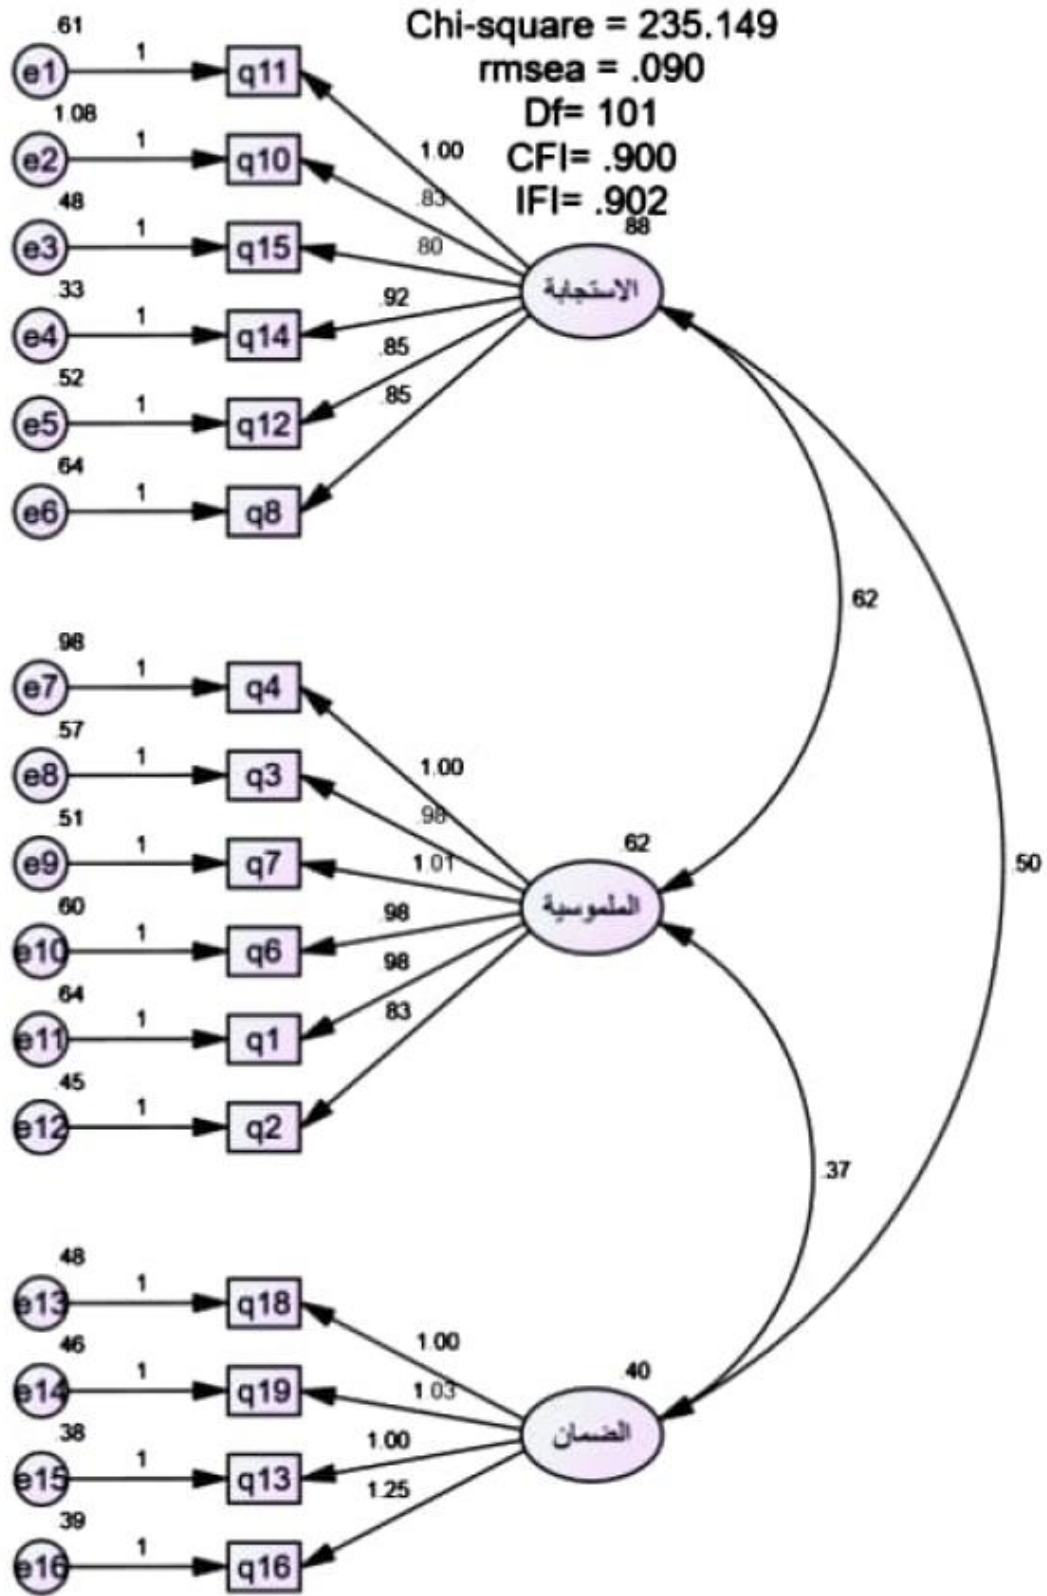 Chi-square = 235.149
rmsea = .090
Df= 101
CFI= .900
IFI= .902
.61
e1 1 q11
1.08
e2 1 q10
.48
e3 1 q15
.33
e4 1 q14
.52
e5 1 q12
.64
e6 1 q8
1.00
.83
.80
.92
.85
.85
.88
الاستجابة
.62
.98
e7 1 q4
.57
e8 1 q3
.51
e9 1 q7
.60
e10 1 q6
.64
e11 1 q1
.45
e12 1 q2
1.00
.98
1.01
.98
.98
.83
.62
الملموسية
.50
.37
.48
e13 1 q18
.46
e14 1 q19
.38
e15 1 q13
.39
e16 1 q16
1.00
1.03
1.00
1.25
.40
الضمان